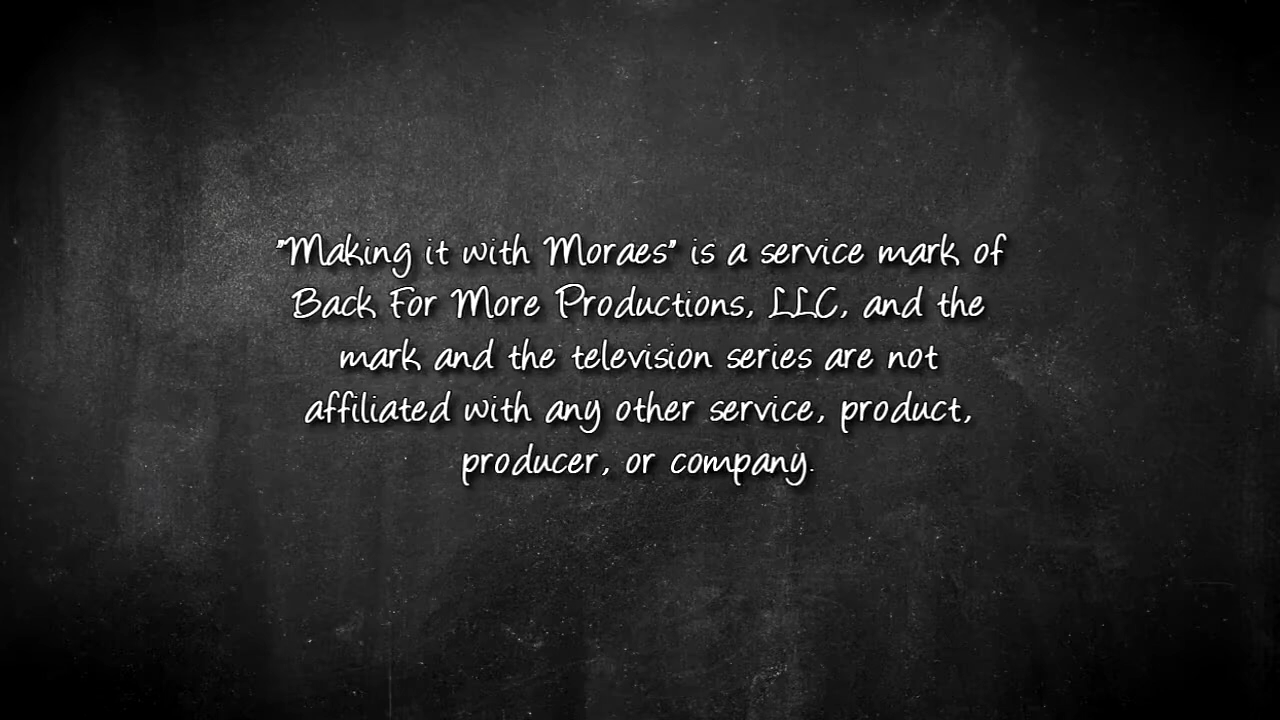 "Making it with Moraes" is a service mark of
Back For More Productions, LLC, and the
mark and the television series are not
affiliated with any other service, product,
producer, or company.